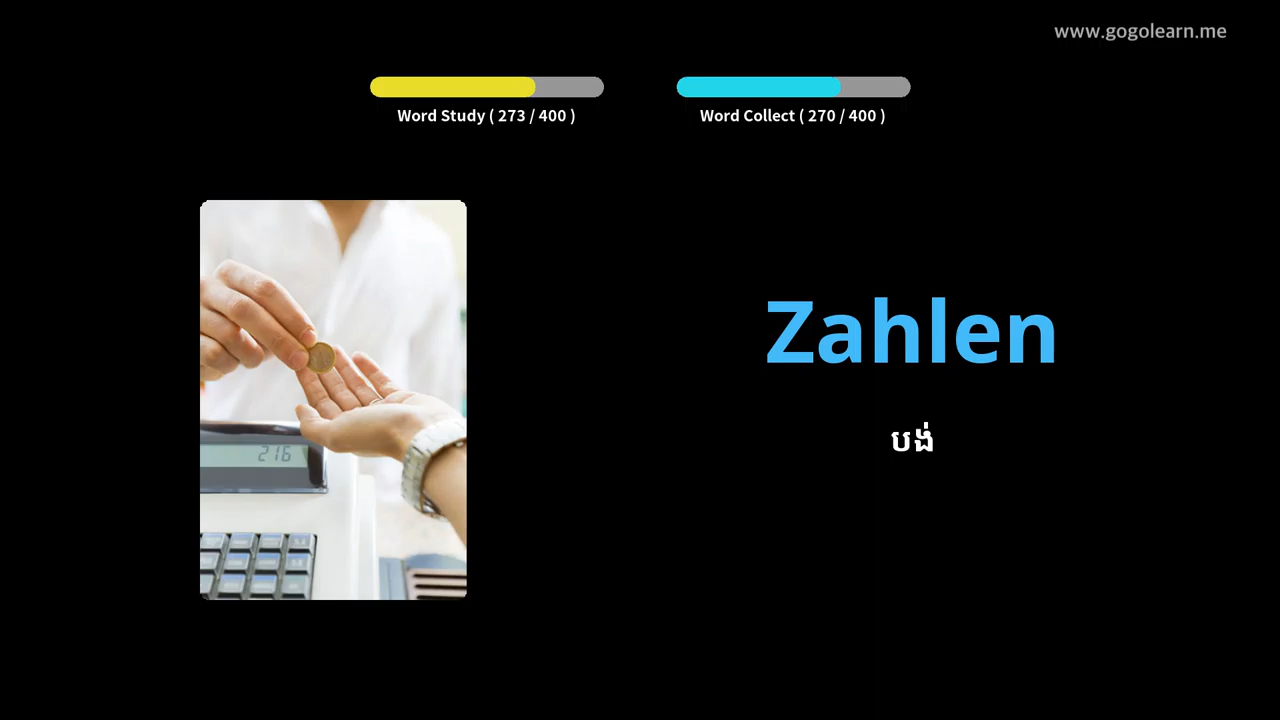 www.gogolearn.me
Word Study ( 273 / 400 )
Word Collect ( 270 / 400 )
Zahlen
បង់
216